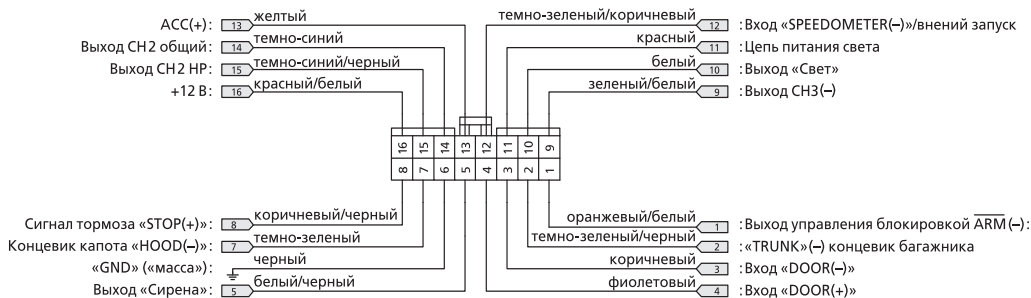 ACC(+): 13 желтый
Выход CH2 общий: 14 темно-синий
Выход CH2 HP: 15 темно-синий/черный
+12 В: 16 красный/белый
темно-зеленый/коричневый 12 :Вход «SPEEDOMETER(–)»/внений запуск
красный 11 :Цепь питания света
белый 10 :Выход «Свет»
зеленый/белый 9 :Выход CH3(–)
16 15 14 13 12 11 10 9
8 7 6 5 4 3 2 1
Сигнал тормоза «STOP(+)»: 8 коричневый/черный
Концевик капота «HOOD(–)»: 7 темно-зеленый
«GND» («масса»): черный
Выход «Сирена»: 5 белый/черный
оранжевый/белый 1 :Выход управления блокировкой ARM (–):
темно-зеленый/черный 2 :«TRUNK»(–) концевик багажника
коричневый 3 :Вход «DOOR(–)»
фиолетовый 4 :Вход «DOOR(+)»